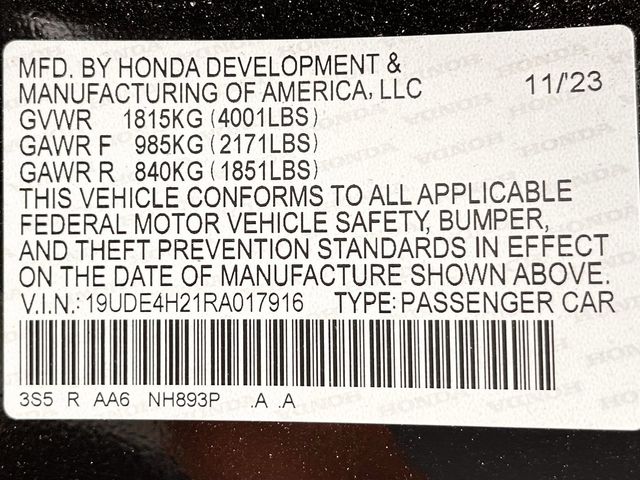 MFD. BY HONDA DEVELOPMENT &
MANUFACTURING OF AMERICA, LLC 11/'23
GVWR 1815KG (4001LBS)
GAWR F 985KG (2171LBS)
GAWR R 840KG (1851LBS)
THIS VEHICLE CONFORMS TO ALL APPLICABLE
FEDERAL MOTOR VEHICLE SAFETY, BUMPER,
AND THEFT PREVENTION STANDARDS IN EFFECT
ON THE DATE OF MANUFACTURE SHOWN ABOVE.
V.I.N.: 19UDE4H21RA017916 TYPE: PASSENGER CAR
3S5 R AA6 NH893P .A .A